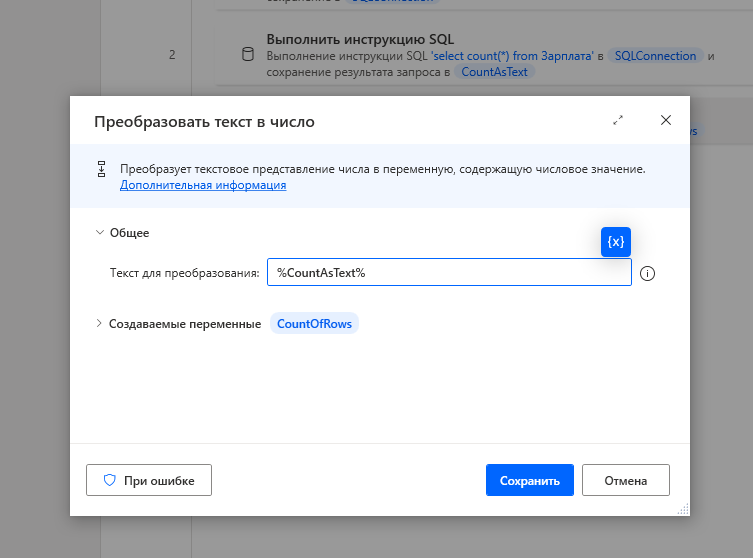 сохранение в SQLConnection
2
Выполнить инструкцию SQL
Выполнение инструкции SQL 'select count(*) from Зарплата' в SQLConnection и
сохранение результата запроса в CountAsText
Преобразовать текст в число
Преобразует текстовое представление числа в переменную, содержащую числовое значение.
Дополнительная информация
Общее
{x}
Текст для преобразования: %CountAsText%
Создаваемые переменные CountOfRows
При ошибке
Сохранить
Отмена